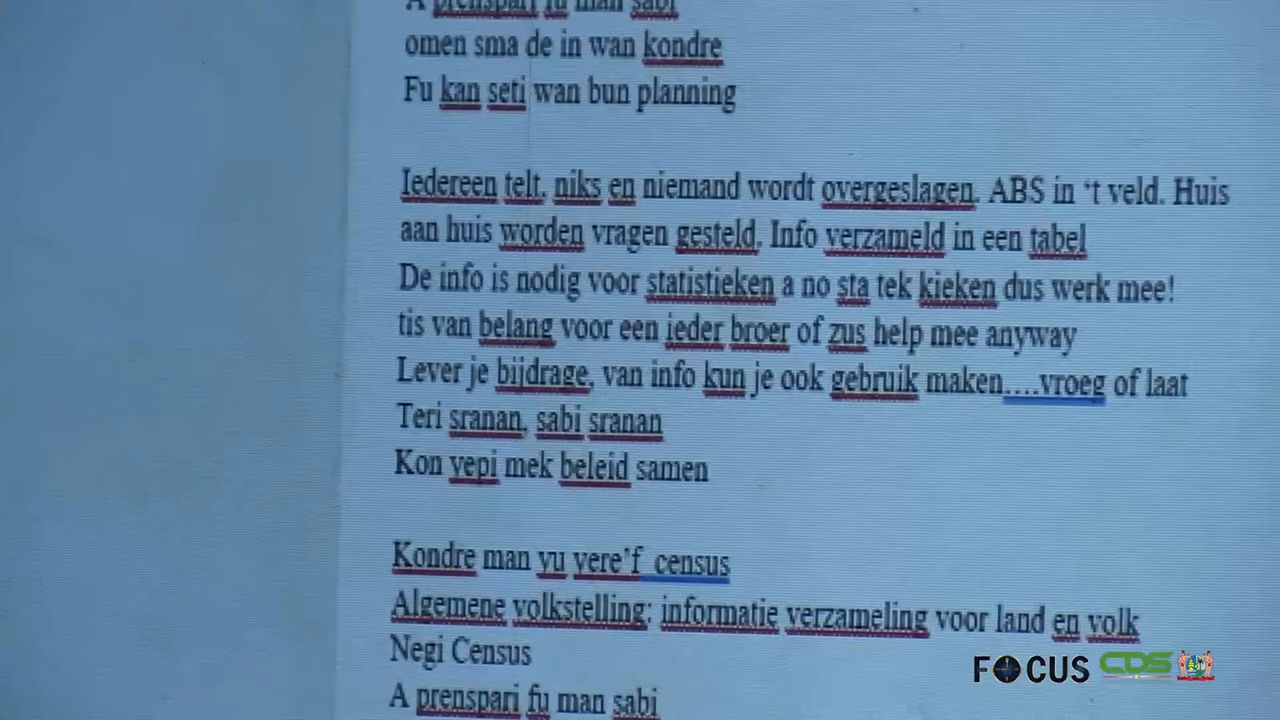 A prenspari fu man sabi
omen sma de in wan kondre
Fu kan seti wan bun planning
Iedereen telt, niks en niemand wordt overgeslagen. ABS in ‘t veld. Huis
aan huis worden vragen gesteld. Info verzameld in een tabel
De info is nodig voor statistieken a no sta tek kieken dus werk mee!
tis van belang voor een ieder broer of zus help mee anyway
Lever je bijdrage, van info kun je ook gebruik maken….vroeg of laat
Teri sranan, sabi sranan
Kon yepi mek beleid samen
Kondre man yu yere’f census
Algemene volkstelling: informatie verzameling voor land en volk
Negi Census
A prenspari fu man sabi
FOCUS CDS